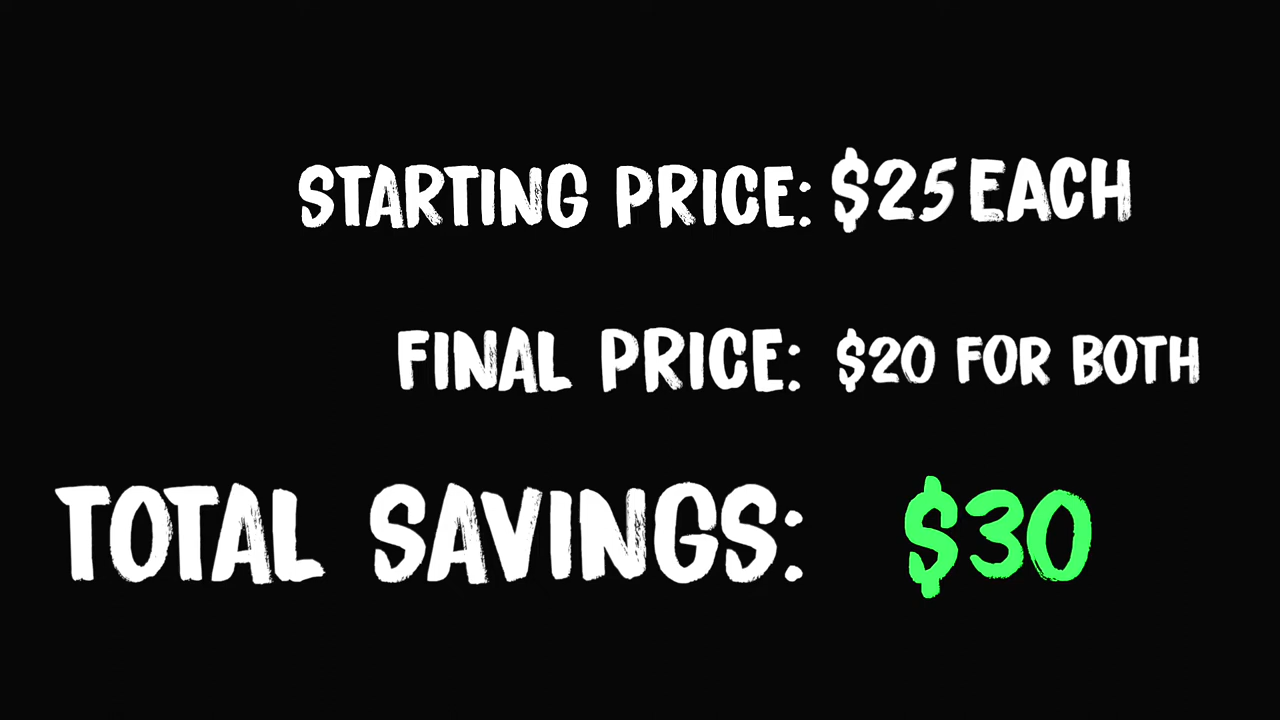 STARTING PRICE: $25 EACH
FINAL PRICE: $20 FOR BOTH
TOTAL SAVINGS: $30